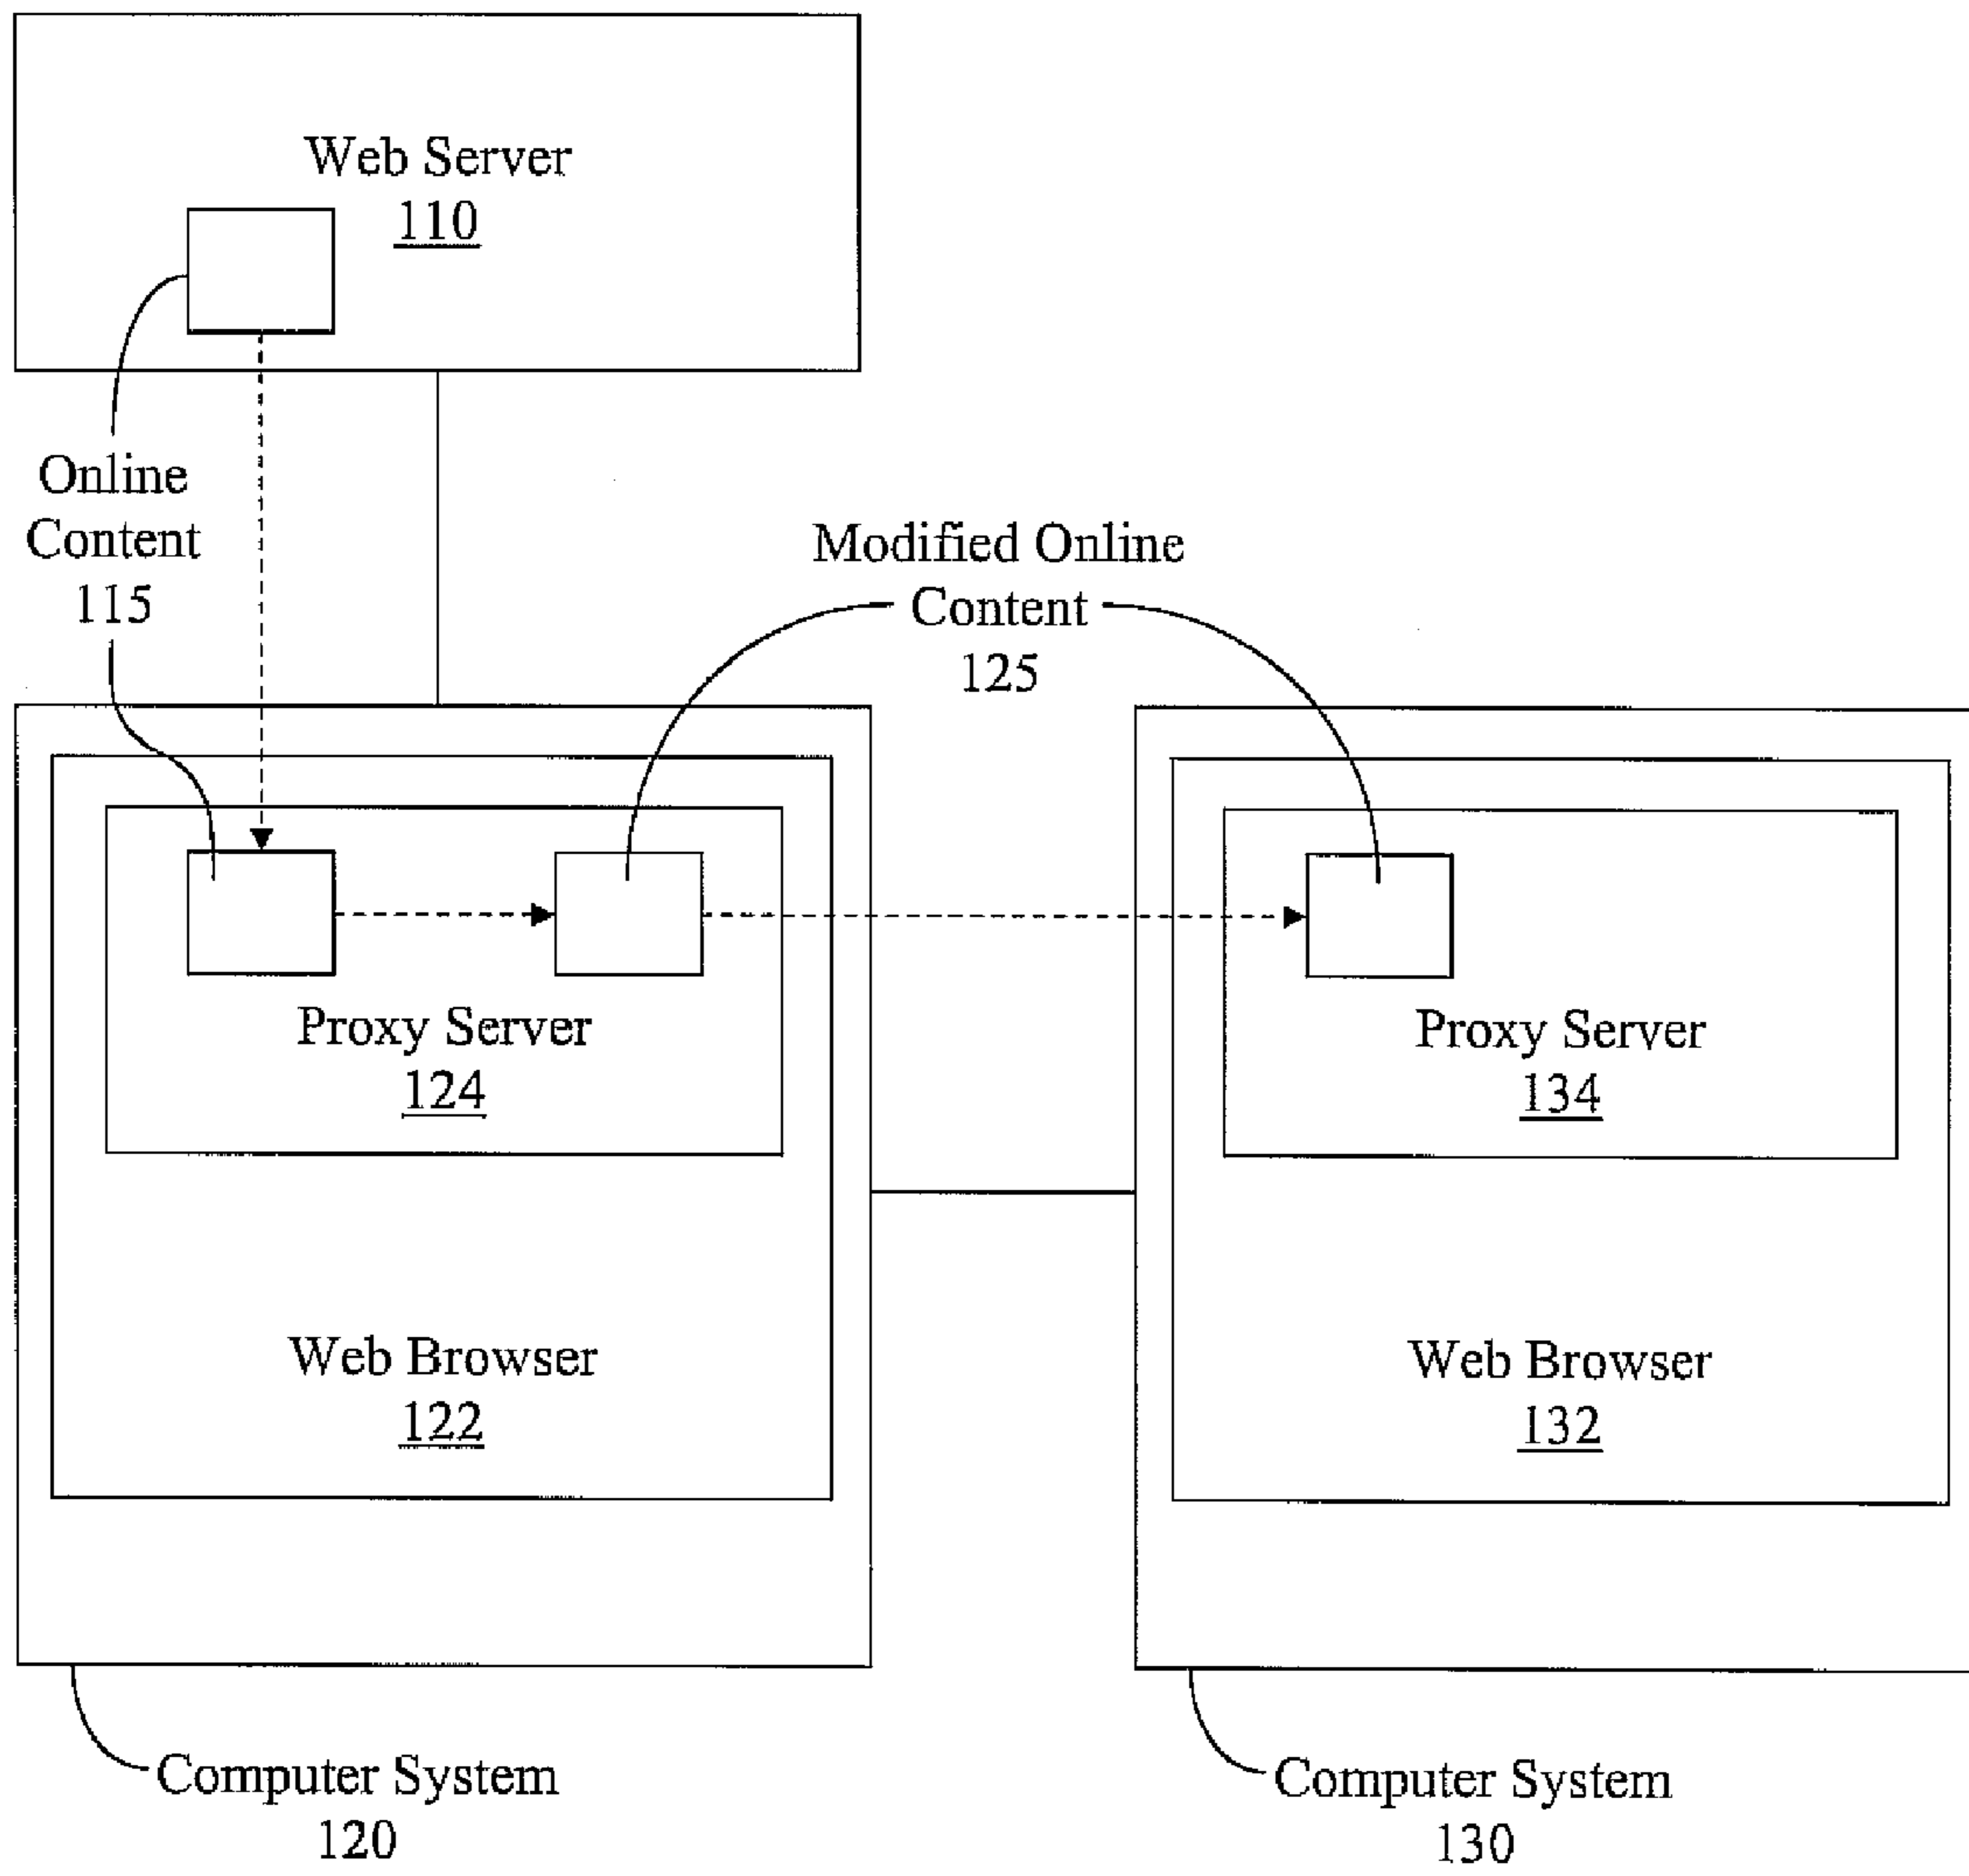 Web Server
110
Online
Content
115
Modified Online
Content
125
Proxy Server
124
Proxy Server
134
Web Browser
122
Web Browser
132
Computer System
120
Computer System
130